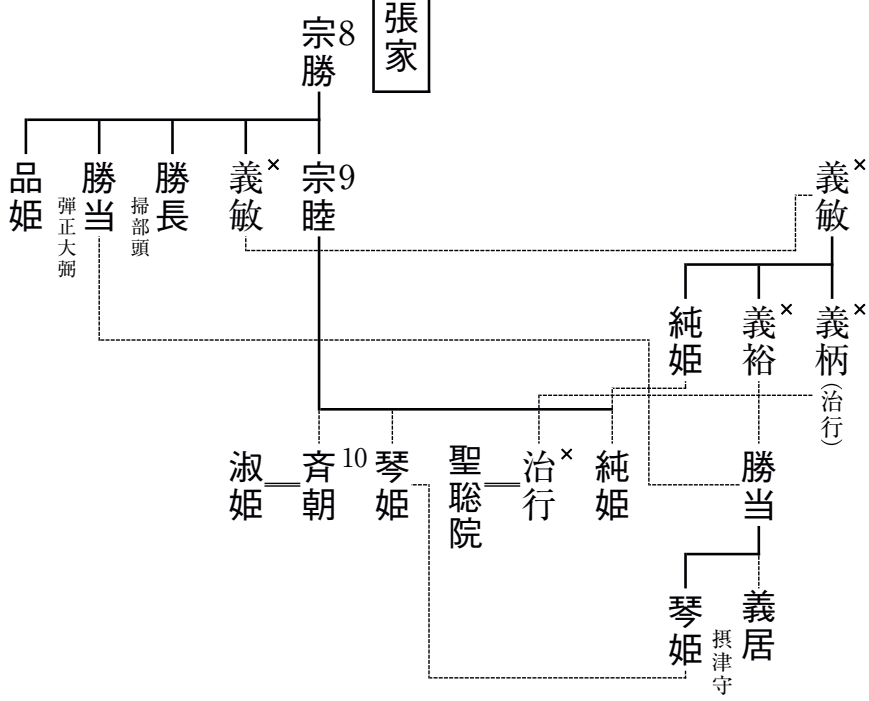 張家
宗勝
8
義敏
×
宗睦
9
義敏
×
勝長
掃部頭
勝当
弾正大弼
品姫
義柄
(治行)
×
義裕
×
純姫
純姫
治行
×
聖聡院
琴姫
斉朝
10
淑姫
勝当
義居
摂津守
琴姫